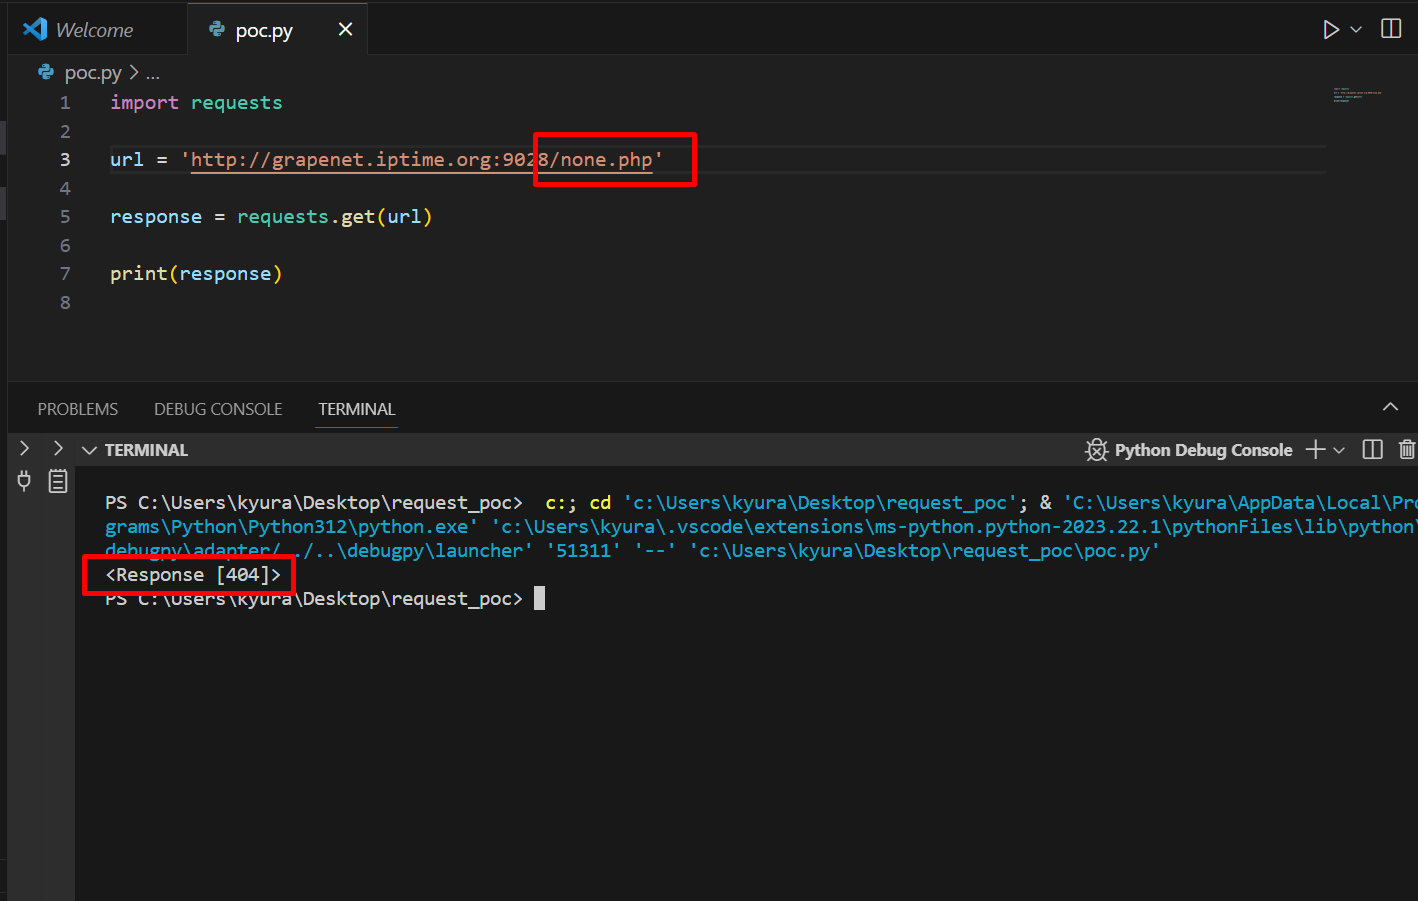 Welcome
poc.py
poc.py > ...
1 import requests
2
3 url = 'http://grapenet.iptime.org:9028/none.php'
4
5 response = requests.get(url)
6
7 print(response)
8
PROBLEMS DEBUG CONSOLE TERMINAL
TERMINAL
Python Debug Console
PS C:\Users\kyura\Desktop\request_poc>  c:; cd 'c:\Users\kyura\Desktop\request_poc'; & 'C:\Users\kyura\AppData\Local\Pro
grams\Python\Python312\python.exe' 'c:\Users\kyura\.vscode\extensions\ms-python.python-2023.22.1\pythonFiles\lib\python\
debugpy\adapter/../..\debugpy\launcher' '51311' '--' 'c:\Users\kyura\Desktop\request_poc\poc.py'
<Response [404]>
PS C:\Users\kyura\Desktop\request_poc>